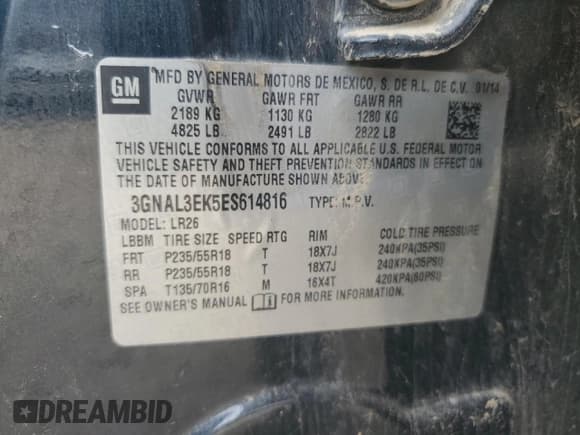 GM
MFD BY GENERAL MOTORS DE MEXICO, S. DE R.L. DE C.V. 01/14
GVWR GAWR FRT GAWR RR
2189 KG 1130 KG 1280 KG
4825 LB 2491 LB 2822 LB
THIS VEHICLE CONFORMS TO ALL APPLICABLE U.S. FEDERAL MOTOR
VEHICLE SAFETY AND THEFT PREVENTION STANDARDS IN EFFECT ON
THE DATE OF MANUFACTURE SHOWN ABOVE.
3GNAL3EK5ES614816 TYPE: M.P.V.
MODEL: LR26
LBBM TIRE SIZE SPEED RTG RIM COLD TIRE PRESSURE
FRT P235/55R18 T 18X7J 240KPA(35PSI)
RR P235/55R18 T 18X7J 240KPA(35PSI)
SPA T135/70R16 M 16X4T 420KPA(60PSI)
SEE OWNER'S MANUAL FOR MORE INFORMATION.
DREAMBID